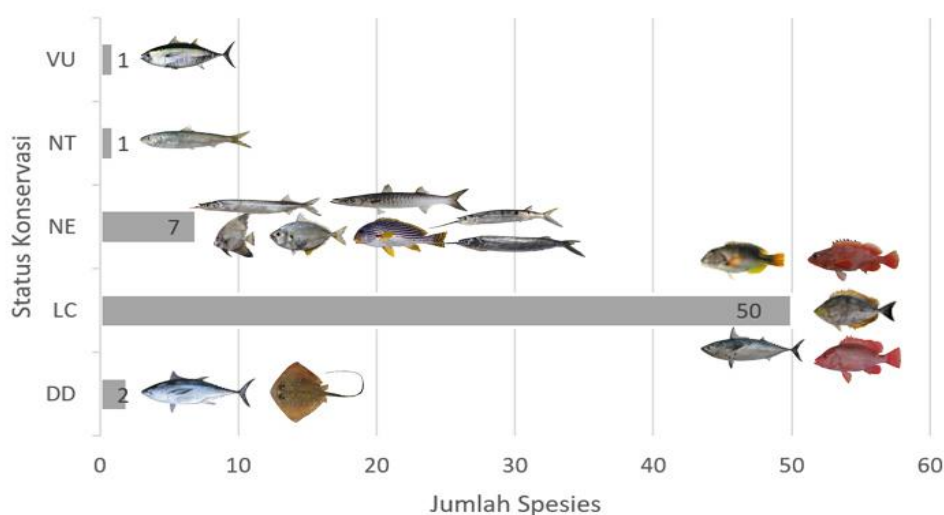 Status Konservasi
VU 1
NT 1
NE 7
LC 50
DD 2
0 10 20 30 40 50 60
Jumlah Spesies